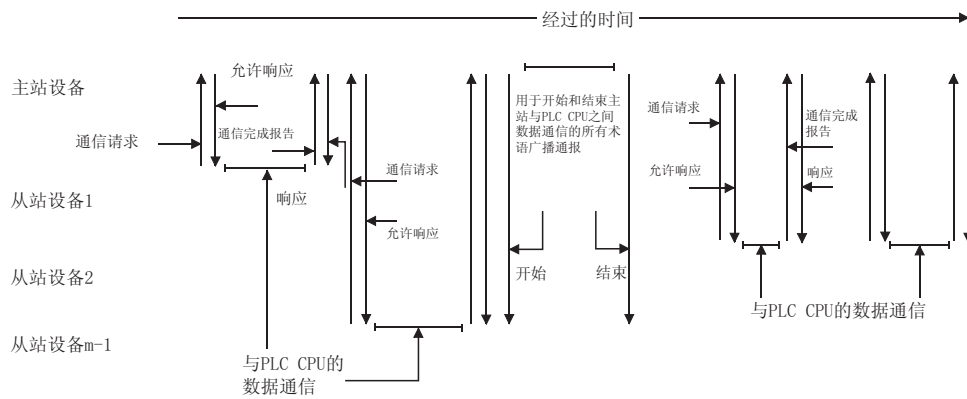 经过的时间
主站设备
允许响应
用于开始和结束主
站与PLC CPU之间
数据通信的所有术
语广播通报
通信请求
通信完成
报告
通信请求
通信完成报告
通信请求
允许响应
响应
从站设备1
响应
允许响应
从站设备2
开始
结束
与PLC CPU的数据通信
从站设备m-1
与PLC CPU的
数据通信